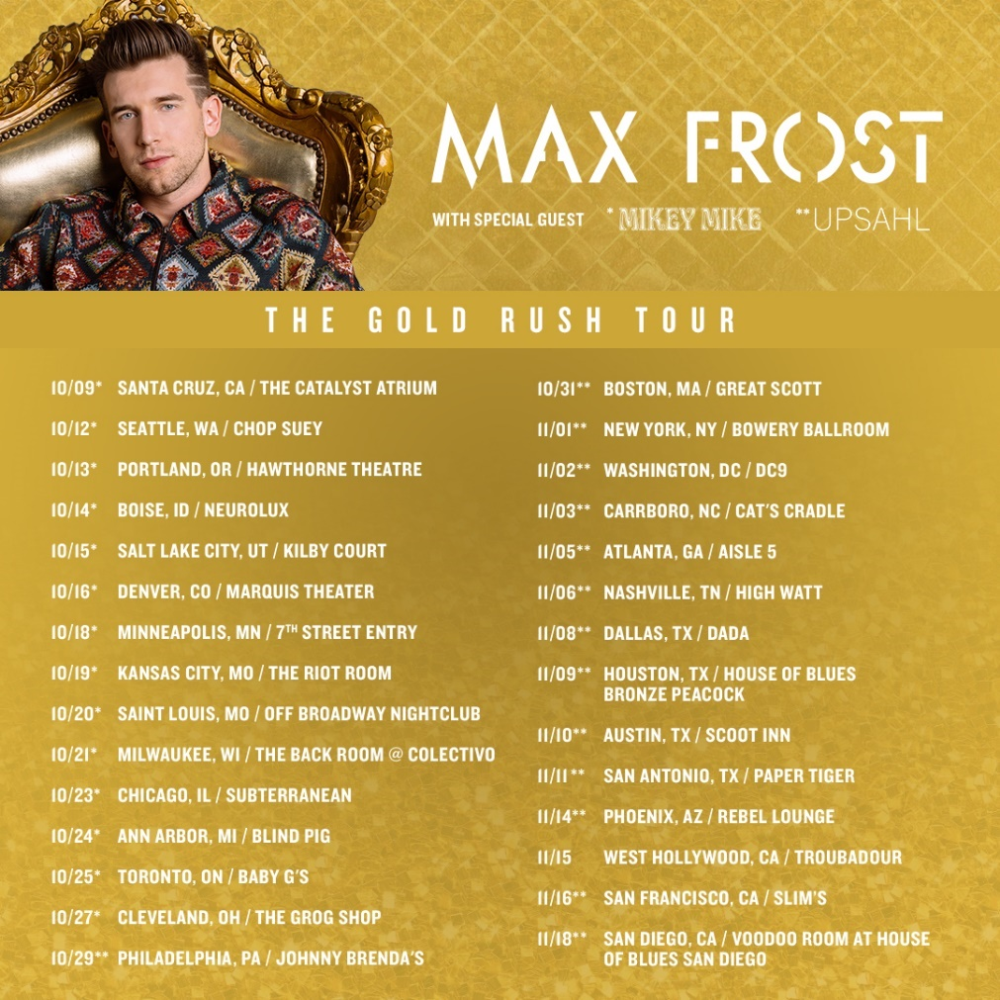 MAX FROST
WITH SPECIAL GUEST * MIKEY MIKE **UPSAHL
THE GOLD RUSH TOUR
10/09* SANTA CRUZ, CA / THE CATALYST ATRIUM
10/12* SEATTLE, WA / CHOP SUEY
10/13* PORTLAND, OR / HAWTHORNE THEATRE
10/14* BOISE, ID / NEUROLUX
10/15* SALT LAKE CITY, UT / KILBY COURT
10/16* DENVER, CO / MARQUIS THEATER
10/18* MINNEAPOLIS, MN / 7TH STREET ENTRY
10/19* KANSAS CITY, MO / THE RIOT ROOM
10/20* SAINT LOUIS, MO / OFF BROADWAY NIGHTCLUB
10/21* MILWAUKEE, WI / THE BACK ROOM @ COLECTIVO
10/23* CHICAGO, IL / SUBTERRANEAN
10/24* ANN ARBOR, MI / BLIND PIG
10/25* TORONTO, ON / BABY G'S
10/27* CLEVELAND, OH / THE GROG SHOP
10/29** PHILADELPHIA, PA / JOHNNY BRENDA'S
10/31** BOSTON, MA / GREAT SCOTT
11/01** NEW YORK, NY / BOWERY BALLROOM
11/02** WASHINGTON, DC / DC9
11/03** CARRBORO, NC / CAT'S CRADLE
11/05** ATLANTA, GA / AISLE 5
11/06** NASHVILLE, TN / HIGH WATT
11/08** DALLAS, TX / DADA
11/09** HOUSTON, TX / HOUSE OF BLUES
BRONZE PEACOCK
11/10** AUSTIN, TX / SCOOT INN
11/11** SAN ANTONIO, TX / PAPER TIGER
11/14** PHOENIX, AZ / REBEL LOUNGE
11/15 WEST HOLLYWOOD, CA / TROUBADOUR
11/16** SAN FRANCISCO, CA / SLIM'S
11/18** SAN DIEGO, CA / VOODOO ROOM AT HOUSE
OF BLUES SAN DIEGO